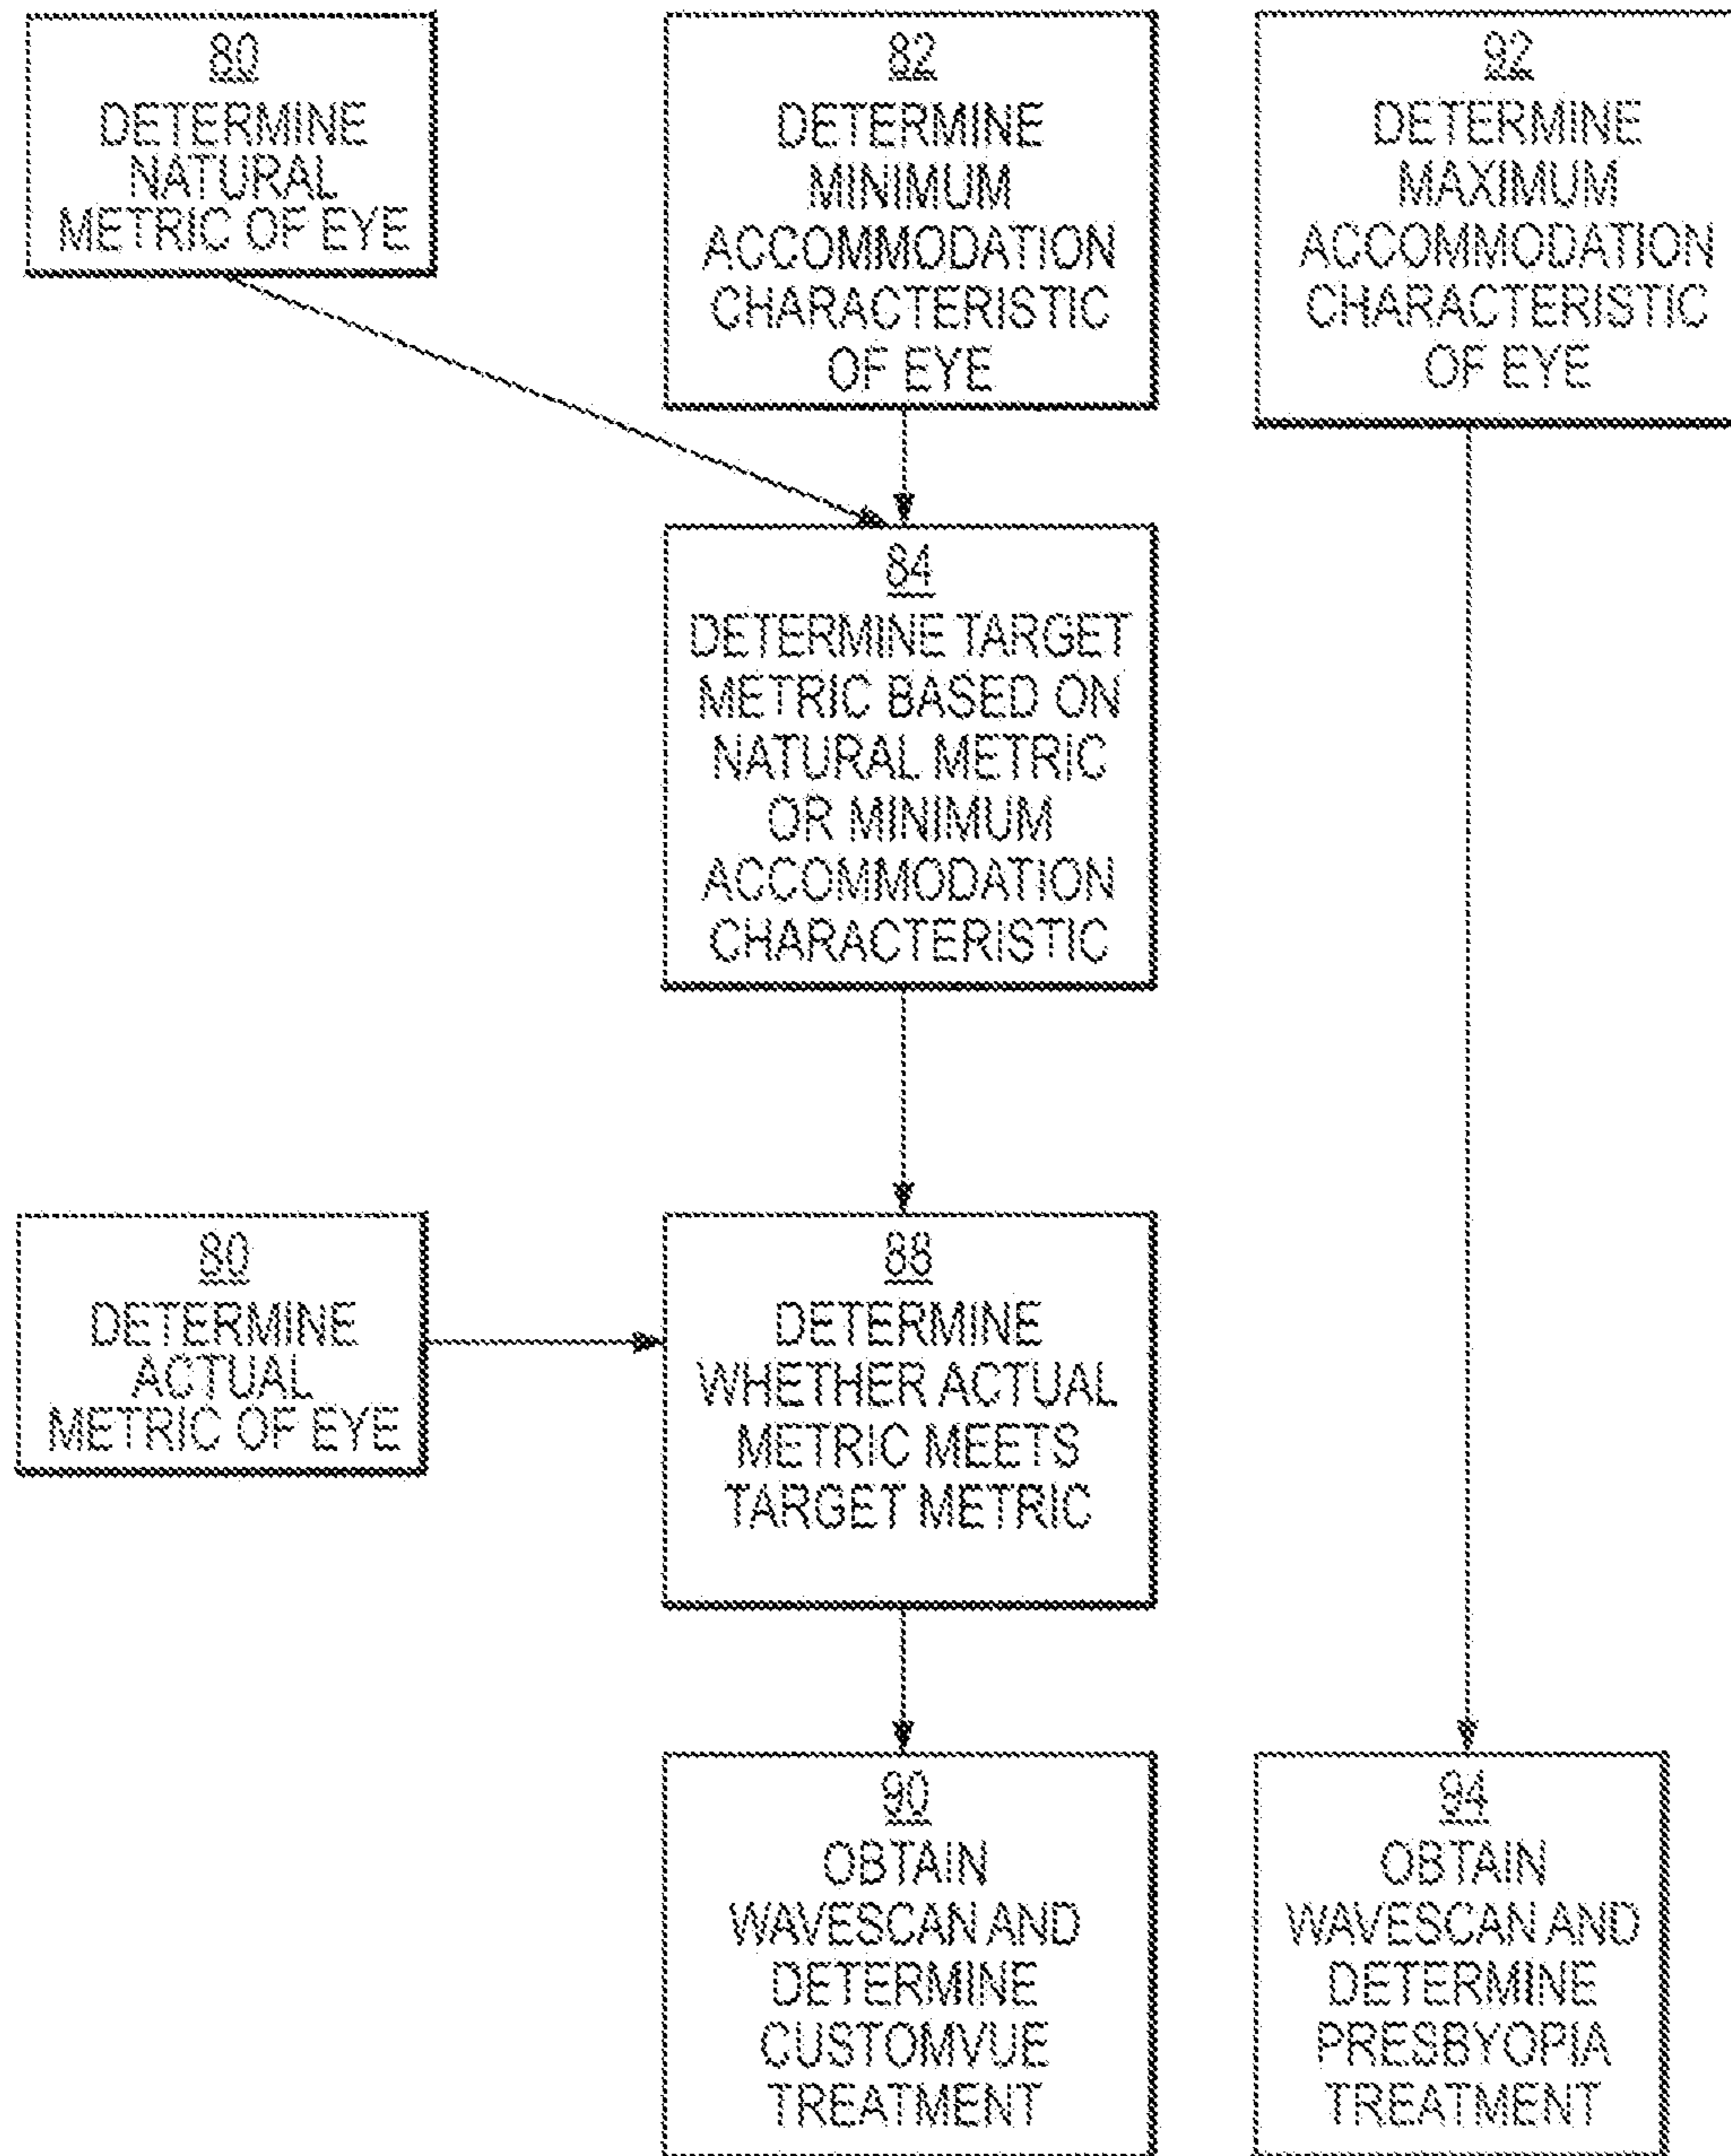 80
DETERMINE
NATURAL
METRIC OF EYE
82
DETERMINE
MINIMUM
ACCOMMODATION
CHARACTERISTIC
OF EYE
92
DETERMINE
MAXIMUM
ACCOMMODATION
CHARACTERISTIC
OF EYE
84
DETERMINE TARGET
METRIC BASED ON
NATURAL METRIC
OR MINIMUM
ACCOMMODATION
CHARACTERISTIC
80
DETERMINE
ACTUAL
METRIC OF EYE
88
DETERMINE
WHETHER ACTUAL
METRIC MEETS
TARGET METRIC
90
OBTAIN
WAVESCAN AND
DETERMINE
CUSTOMVUE
TREATMENT
94
OBTAIN
WAVESCAN AND
DETERMINE
PRESBYOPIA
TREATMENT